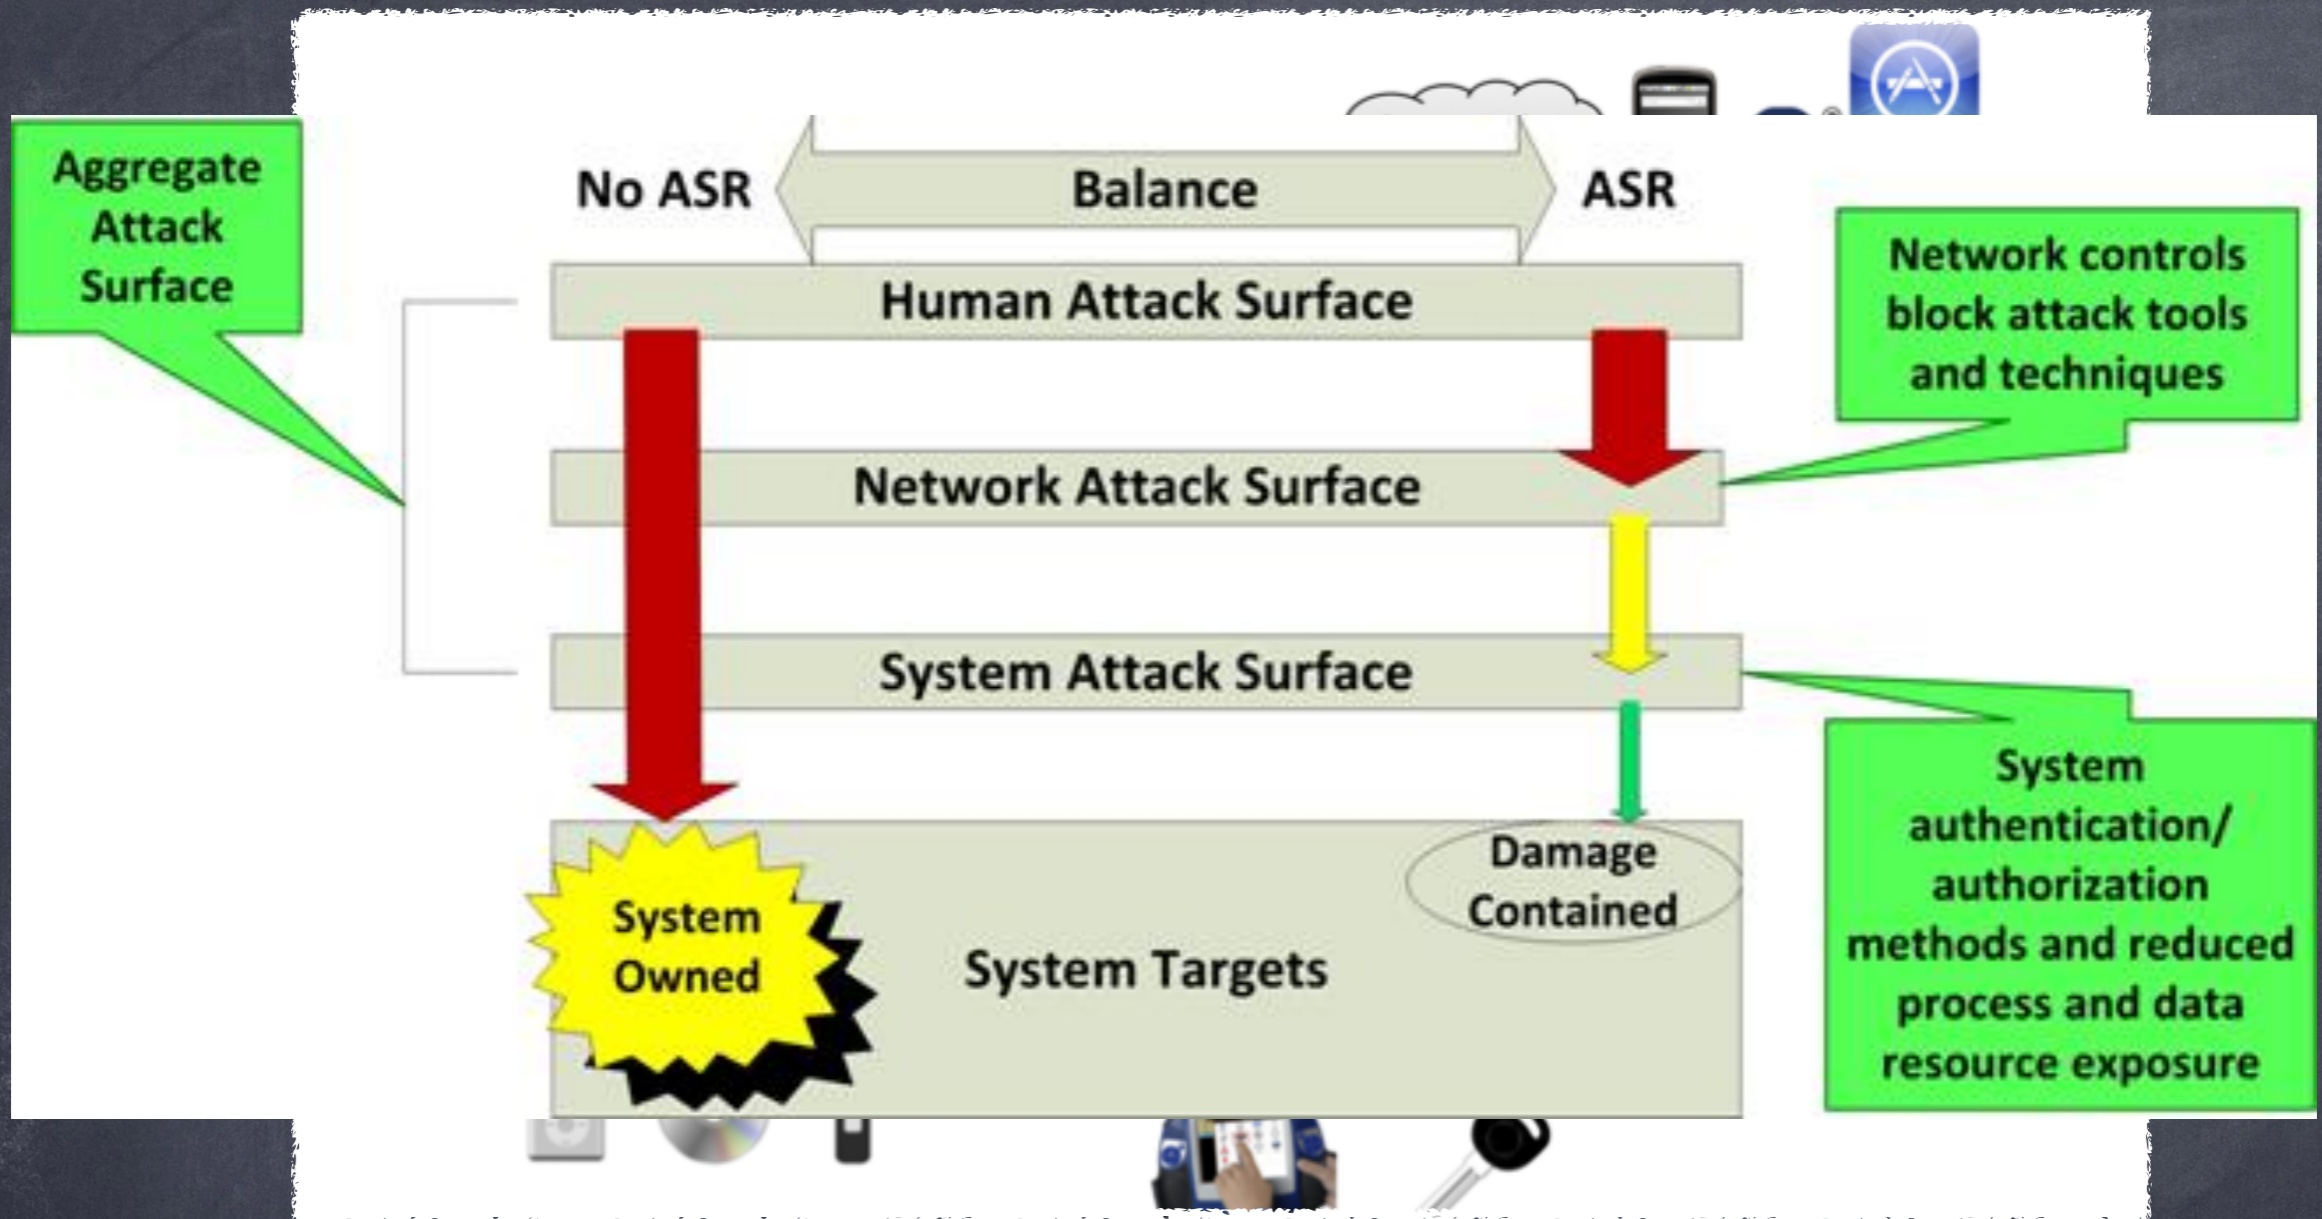 Aggregate
Attack
Surface
No ASR
Balance
ASR
Human Attack Surface
Network controls
block attack tools
and techniques
Network Attack Surface
System Attack Surface
System
authentication/
authorization
methods and reduced
process and data
resource exposure
Damage
Contained
System
Owned
System Targets